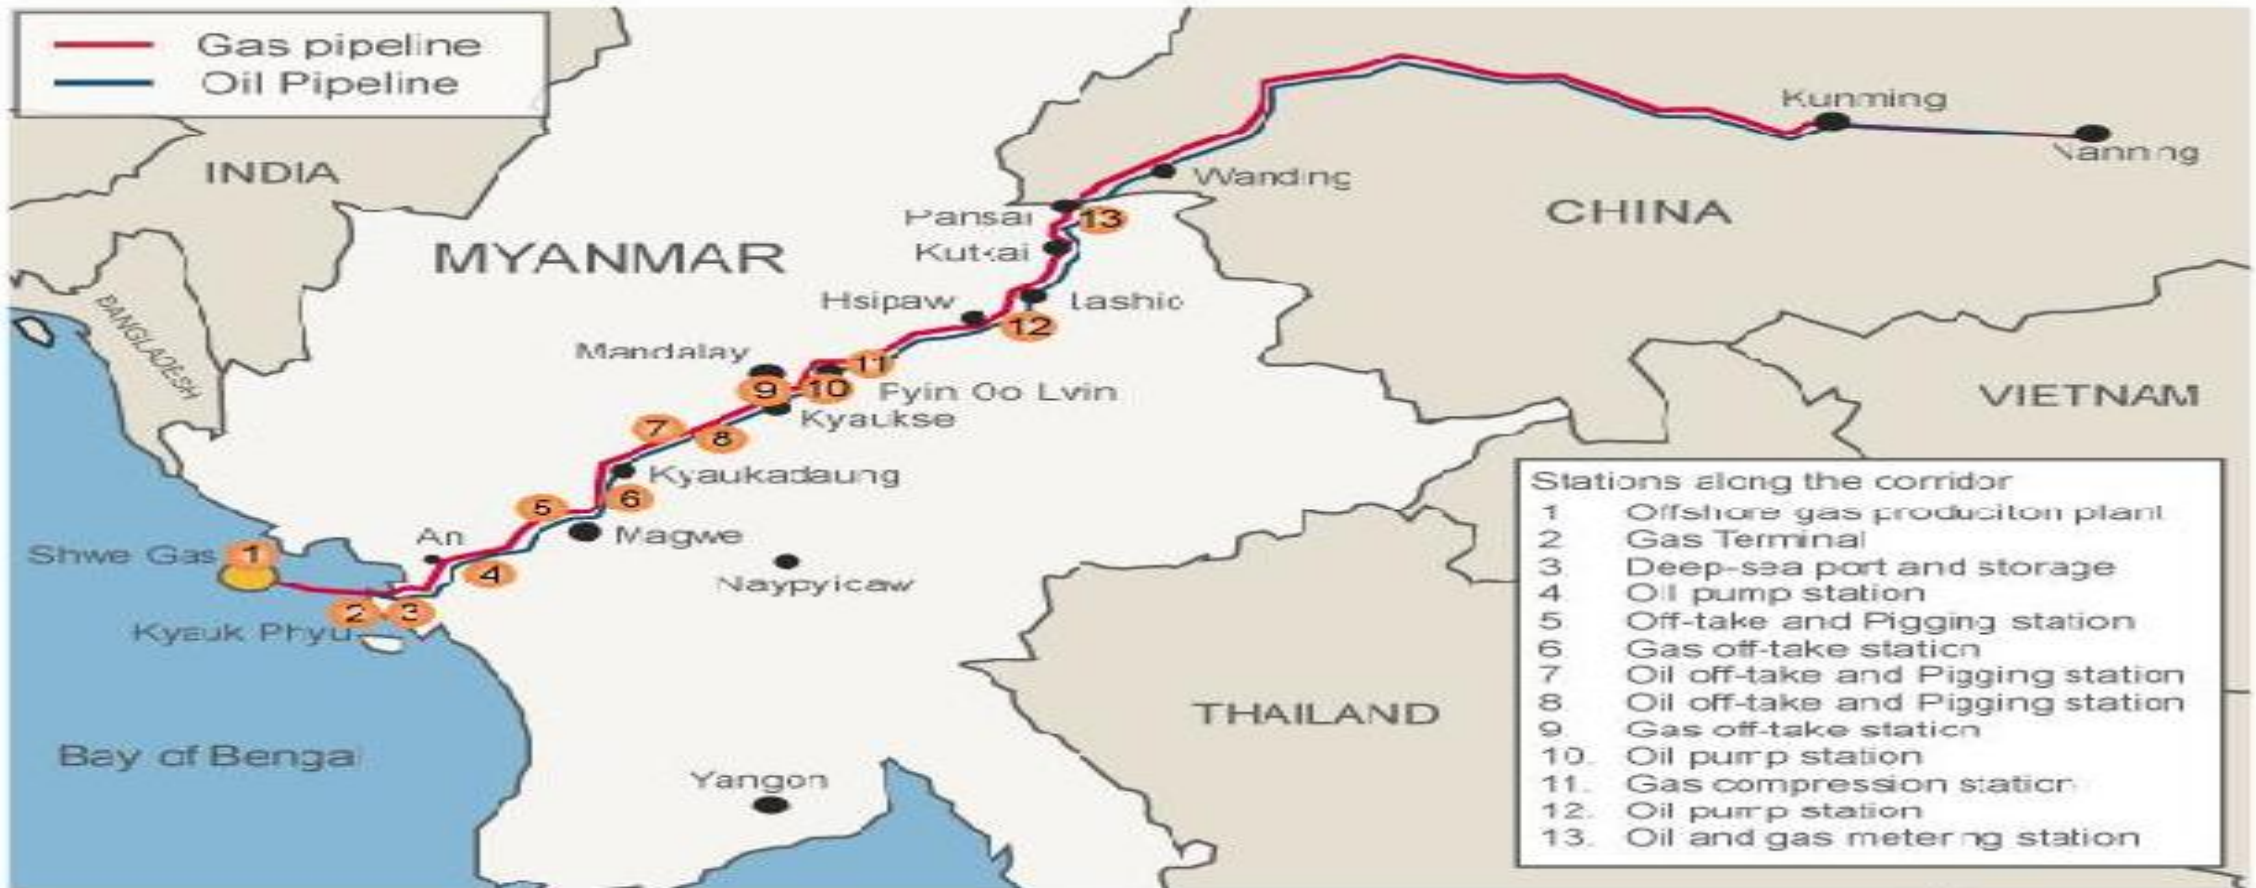 Gas pipeline
Oil Pipeline
Kunming
Nanning
INDIA
Wanding
Pansai
13
CHINA
MYANMAR
Kutkai
BANGLADESH
Hsipaw
Lashio
12
Mandalay
11
9
10
Pyin Oo Lvin
VIETNAM
Kyaukse
7
8
Kyaukadaung
6
5
An
Magwe
Shwe Gas
1
4
Naypyicaw
2
3
Kyauk Phyu
THAILAND
Bay of Bengal
Yangon
Stations along the corridor
1 Offshore gas produciton plant
2 Gas Terminal
3 Deep-sea port and storage
4 Oil pump station
5 Off-take and Pigging station
6 Gas off-take station
7 Oil off-take and Pigging station
8 Oil off-take and Pigging station
9. Gas off-take station
10. Oil pump station
11. Gas compression station
12. Oil pump station
13. Oil and gas metering station